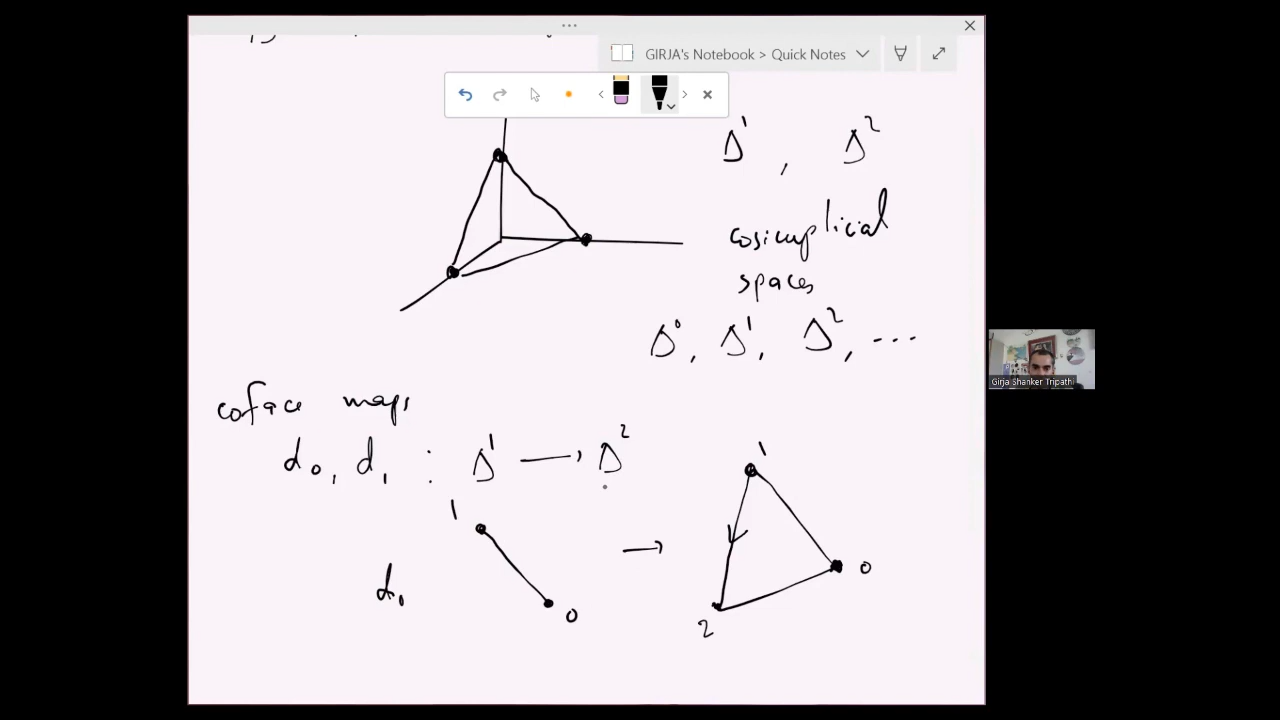 GIRJA's Notebook > Quick Notes
Δ¹ , Δ²
cosimplicial
spaces
Δ⁰, Δ¹, Δ², ...
coface maps
d₀, d₁ : Δ¹ → Δ²
Girja Shanker Tripathi
1
1
→
0
d₀
0
2